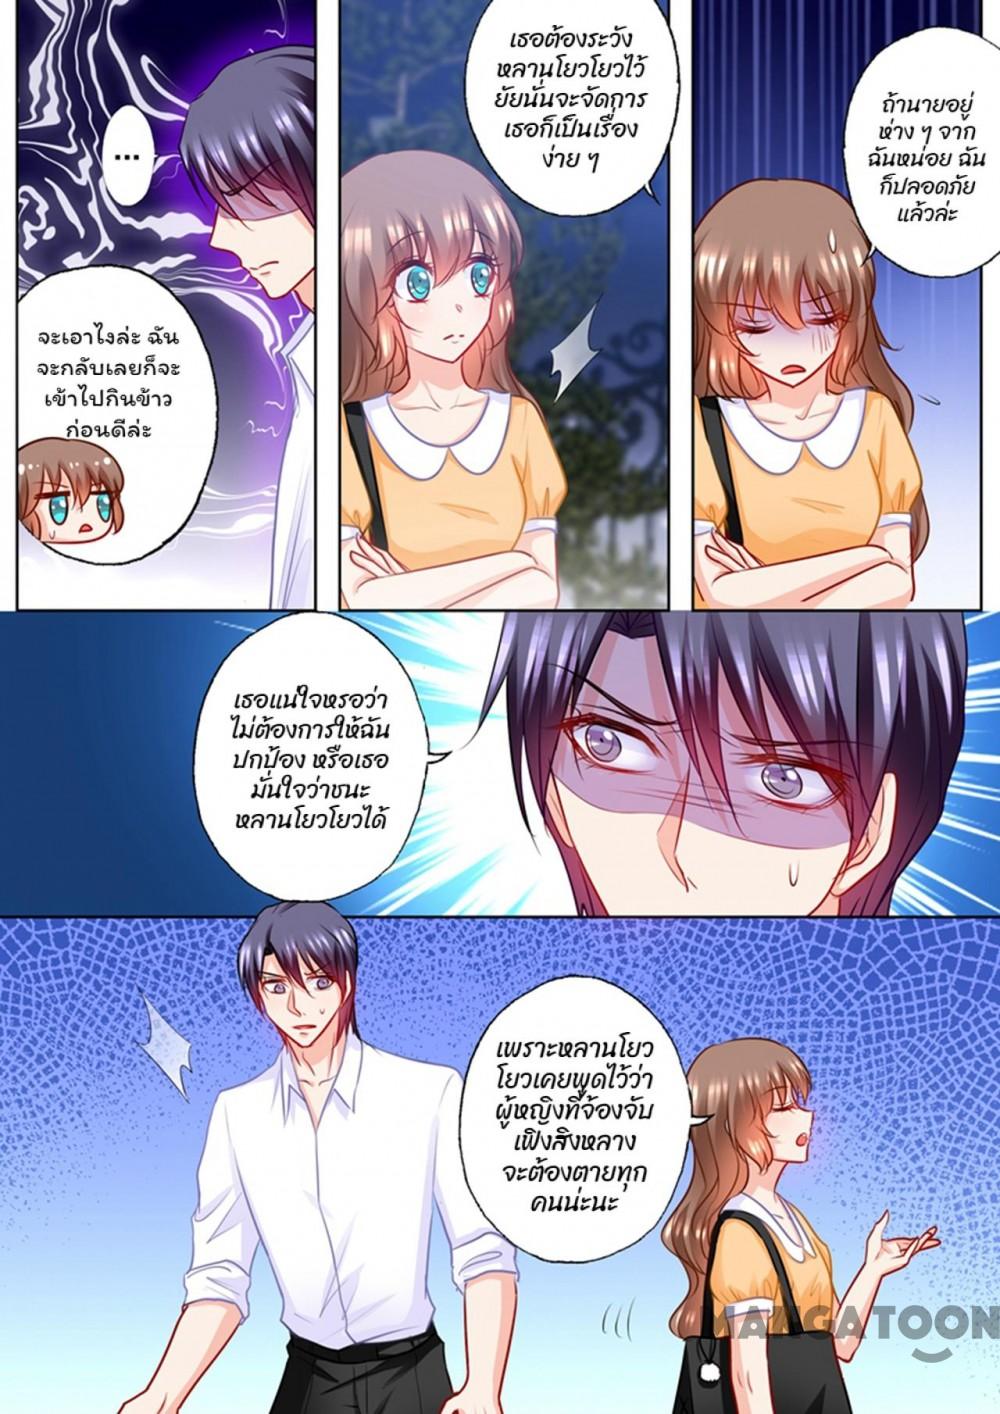 ...
จะเอาไงล่ะ ฉัน
จะกลับเลยก็จะ
เข้าไปกินข้าว
ก่อนดีล่ะ
เธอต้องระวัง
หลานโยวโยวไว้
ยัยนั่นจะจัดการ
เธอก็เป็นเรื่อง
ง่าย ๆ
ถ้านายอยู่
ห่าง ๆ จาก
ฉันหน่อย ฉัน
ก็ปลอดภัย
แล้วล่ะ
เธอแน่ใจหรอว่า
ไม่ต้องการให้ฉัน
ปกป้อง หรือเธอ
มั่นใจว่าชนะ
หลานโยวโยวได้
เพราะหลานโยว
โยวเคยพูดไว้ว่า
ผู้หญิงที่จ้องจับ
เฟิงสิงหลาง
จะต้องตายทุก
คนน่ะนะ
MANGATOON